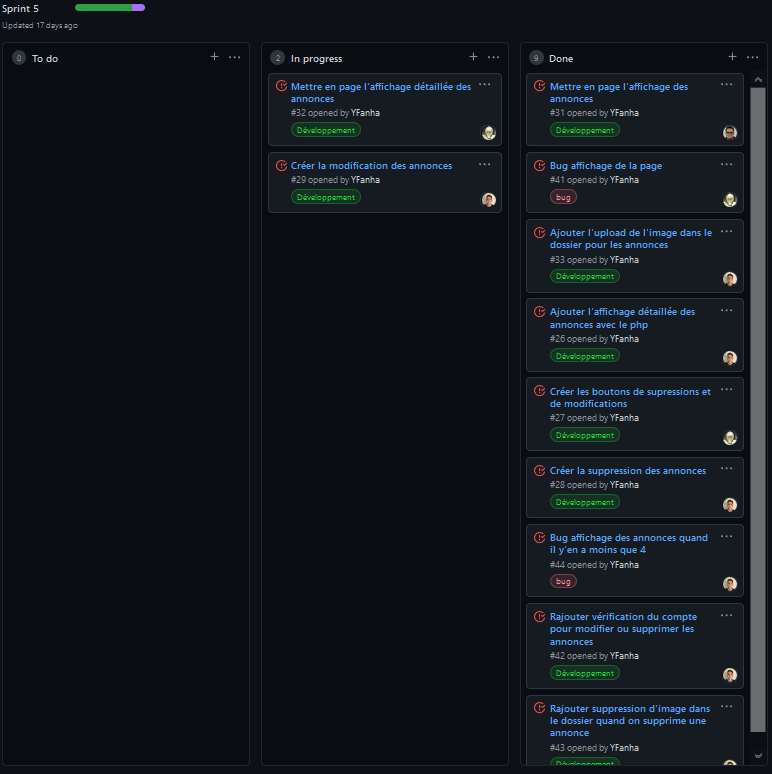 Sprint 5
Updated 17 days ago
0 To do
2 In progress
Mettre en page l'affichage détaillée des
annonces
#32 opened by YFanha
Développement
Créer la modification des annonces
#29 opened by YFanha
Développement
9 Done
Mettre en page l'affichage des
annonces
#31 opened by YFanha
Développement
Bug affichage de la page
#41 opened by YFanha
bug
Ajouter l'upload de l'image dans le
dossier pour les annonces
#33 opened by YFanha
Développement
Ajouter l'affichage détaillée des
annonces avec le php
#26 opened by YFanha
Développement
Créer les boutons de supressions et
de modifications
#27 opened by YFanha
Développement
Créer la suppression des annonces
#28 opened by YFanha
Développement
Bug affichage des annonces quand
il y'en a moins que 4
#44 opened by YFanha
bug
Rajouter vérification du compte
pour modifier ou supprimer les
annonces
#42 opened by YFanha
Développement
Rajouter suppression d'image dans
le dossier quand on supprime une
annonce
#43 opened by YFanha
Développement